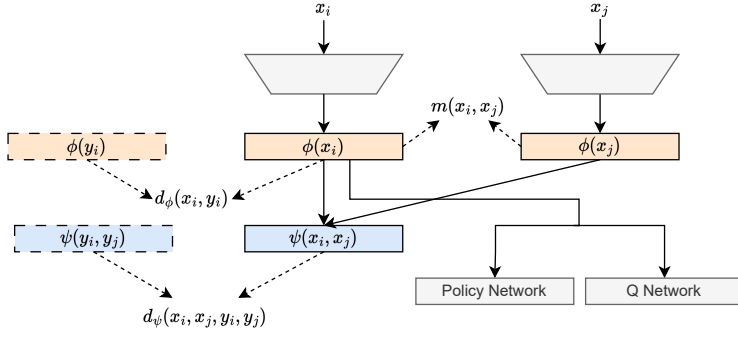 x_i
x_j
m(x_i, x_j)
ϕ(y_i)
ϕ(x_i)
ϕ(x_j)
d_ϕ(x_i, y_i)
ψ(y_i, y_j)
ψ(x_i, x_j)
Policy Network
Q Network
d_ψ(x_i, x_j, y_i, y_j)